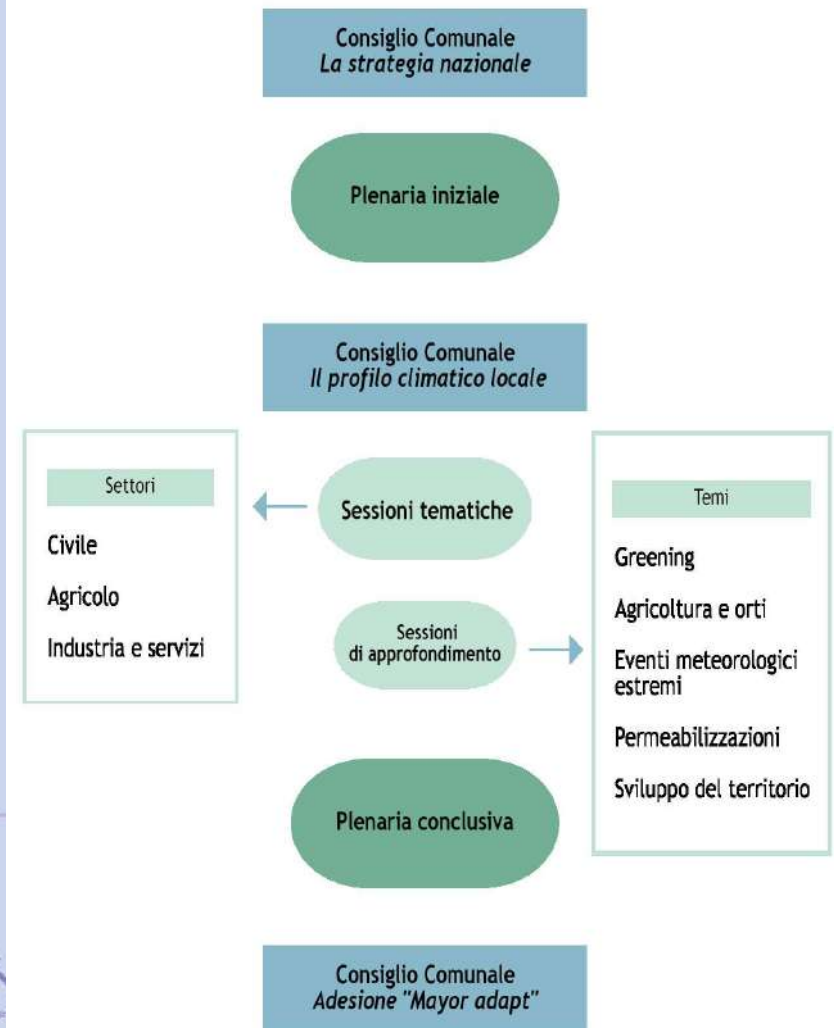 Consiglio Comunale
La strategia nazionale
Plenaria iniziale
Consiglio Comunale
Il profilo climatico locale
Settori
Civile
Agricolo
Industria e servizi
Sessioni tematiche
Sessioni
di approfondimento
Temi
Greening
Agricoltura e orti
Eventi meteorologici
estremi
Permeabilizzazioni
Sviluppo del territorio
Plenaria conclusiva
Consiglio Comunale
Adesione "Mayor adapt"